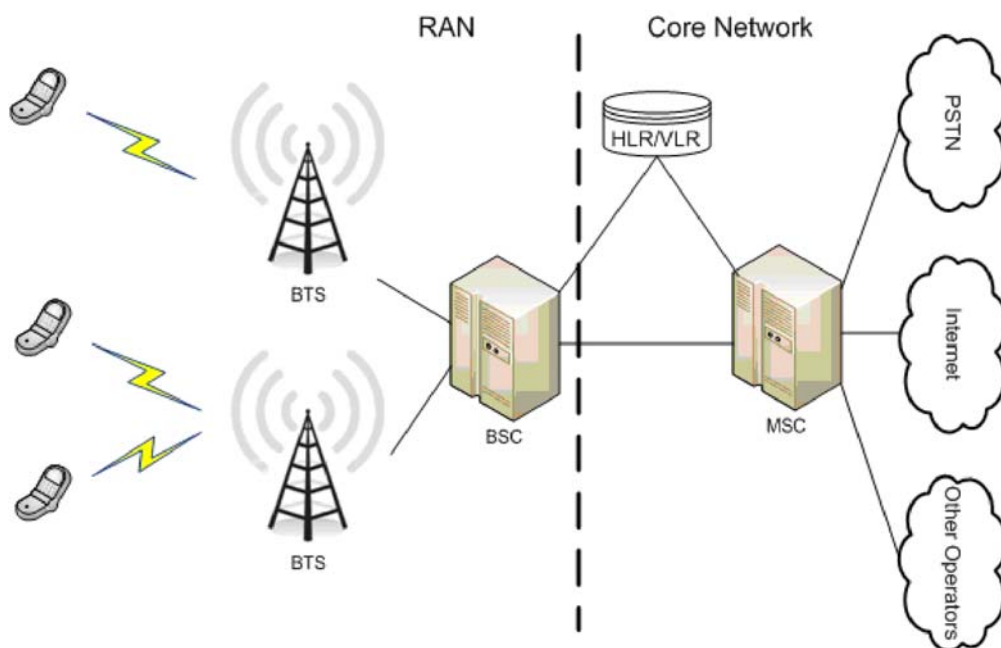 RAN
Core Network
HLR/VLR
PSTN
BTS
Internet
BSC
MSC
BTS
Other Operators